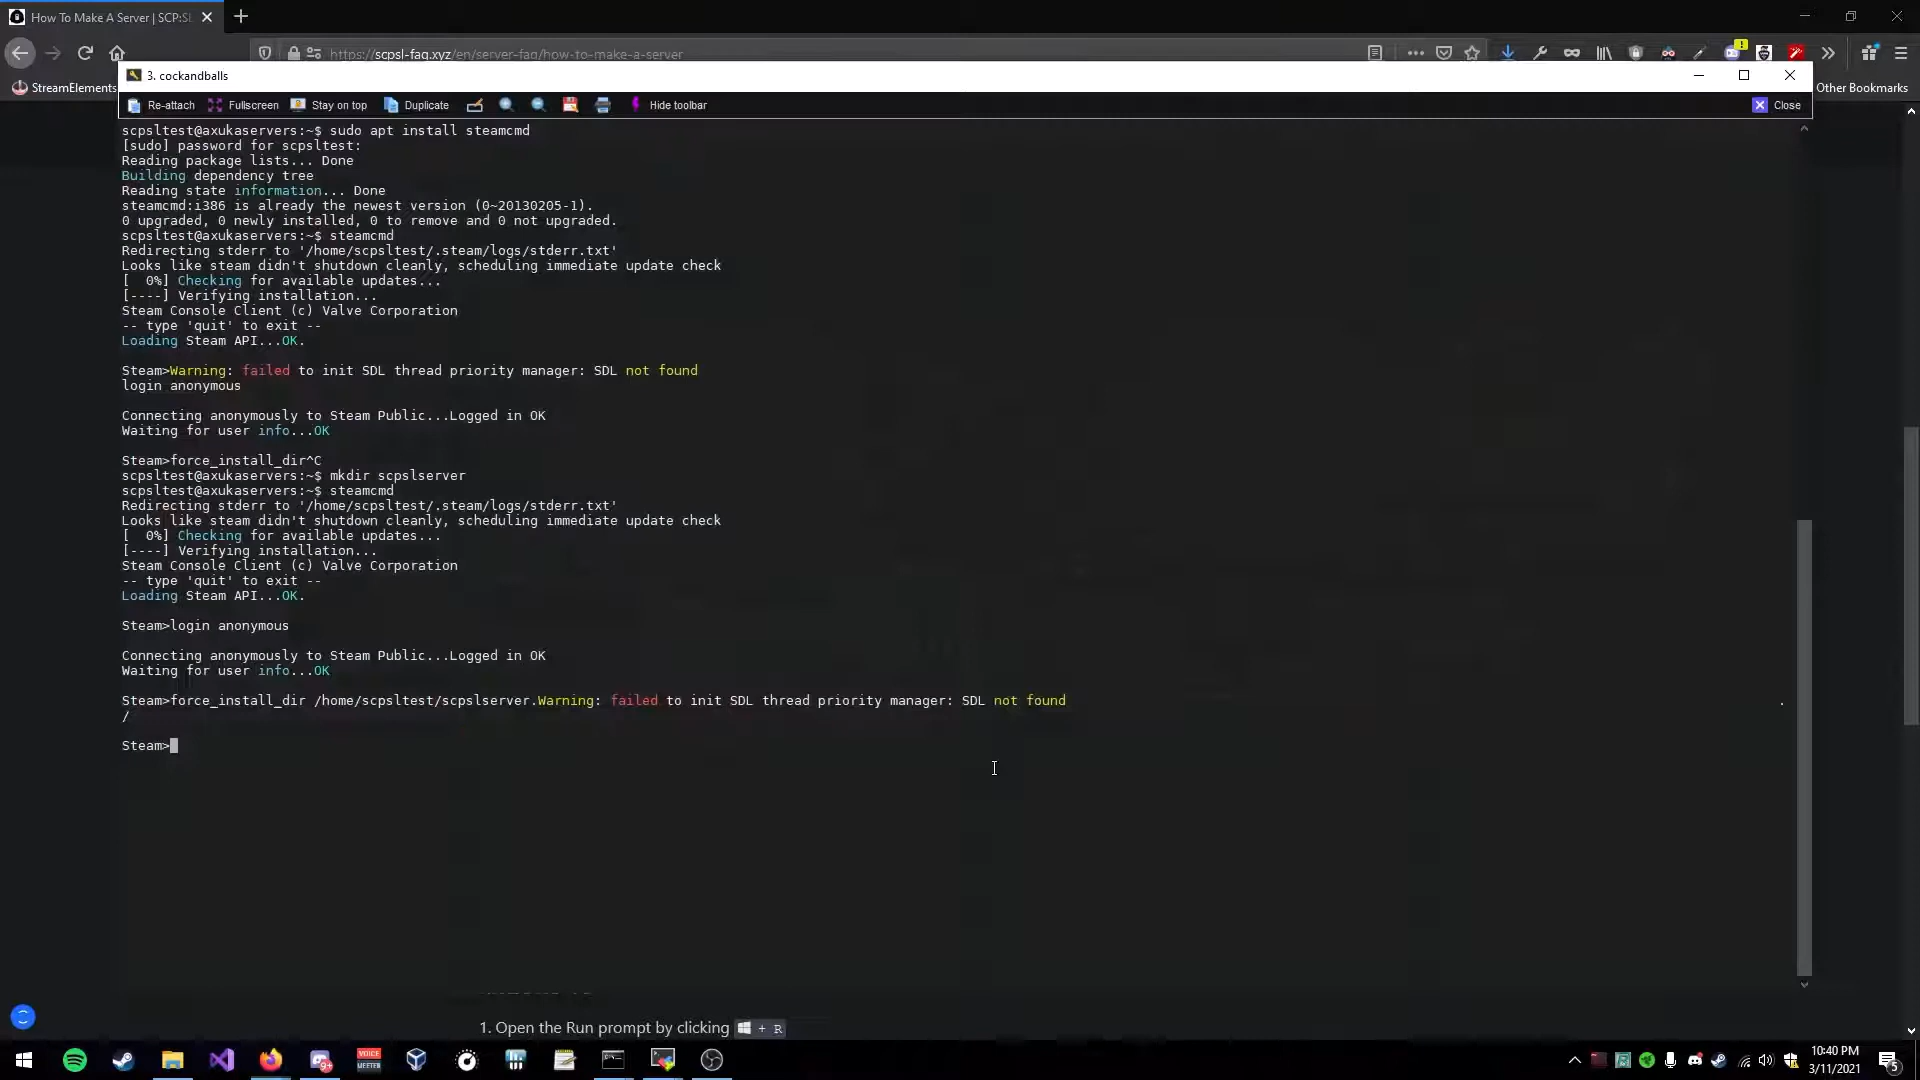 How To Make A Server | SCP:SL
https://scpsl-faq.xyz/en/server-faq/how-to-make-a-server
StreamElements
Other Bookmarks
3. cockandballs
Re-attach Fullscreen Stay on top Duplicate Hide toolbar Close
scpsltest@axukaservers:~$ sudo apt install steamcmd
[sudo] password for scpsltest:
Reading package lists... Done
Building dependency tree
Reading state information... Done
steamcmd:i386 is already the newest version (0~20130205-1).
0 upgraded, 0 newly installed, 0 to remove and 0 not upgraded.
scpsltest@axukaservers:~$ steamcmd
Redirecting stderr to '/home/scpsltest/.steam/logs/stderr.txt'
Looks like steam didn't shutdown cleanly, scheduling immediate update check
[  0%] Checking for available updates...
[----] Verifying installation...
Steam Console Client (c) Valve Corporation
-- type 'quit' to exit --
Loading Steam API...OK.
Steam>Warning: failed to init SDL thread priority manager: SDL not found
login anonymous
Connecting anonymously to Steam Public...Logged in OK
Waiting for user info...OK
Steam>force_install_dir^C
scpsltest@axukaservers:~$ mkdir scpslserver
scpsltest@axukaservers:~$ steamcmd
Redirecting stderr to '/home/scpsltest/.steam/logs/stderr.txt'
Looks like steam didn't shutdown cleanly, scheduling immediate update check
[  0%] Checking for available updates...
[----] Verifying installation...
Steam Console Client (c) Valve Corporation
-- type 'quit' to exit --
Loading Steam API...OK.
Steam>login anonymous
Connecting anonymously to Steam Public...Logged in OK
Waiting for user info...OK
Steam>force_install_dir /home/scpsltest/scpslserver.Warning: failed to init SDL thread priority manager: SDL not found .
/
Steam>
1. Open the Run prompt by clicking + R
VOICE MEETER
9+
10:40 PM
3/11/2021
5